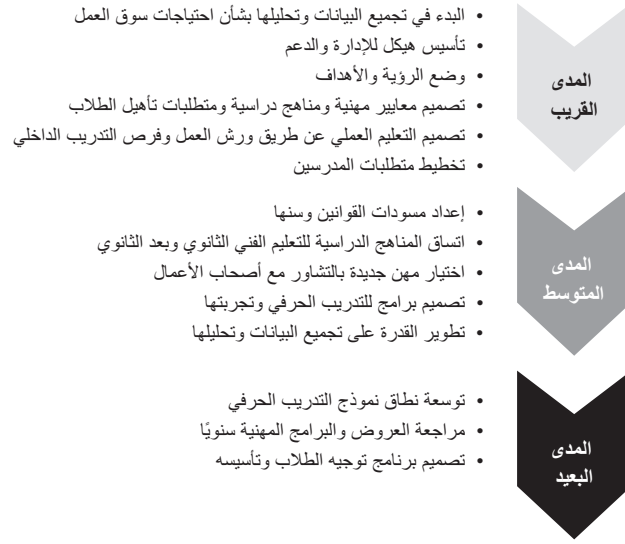 المدى
القريب
• البدء في تجميع البيانات وتحليلها بشأن احتياجات سوق العمل
• تأسيس هيكل للإدارة والدعم
• وضع الرؤية والأهداف
• تصميم معايير مهنية ومناهج دراسية ومتطلبات تأهيل الطلاب
• تصميم التعليم العملي عن طريق ورش العمل وفرص التدريب الداخلي
• تخطيط متطلبات المدرسين
المدى
المتوسط
• إعداد مسودات القوانين وسنها
• اتساق المناهج الدراسية للتعليم الفني الثانوي وبعد الثانوي
• اختيار مهن جديدة بالتشاور مع أصحاب الأعمال
• تصميم برامج للتدريب الحرفي وتجربتها
• تطوير القدرة على تجميع البيانات وتحليلها
المدى
البعيد
• توسعة نطاق نموذج التدريب الحرفي
• مراجعة العروض والبرامج المهنية سنويًا
• تصميم برنامج توجيه الطلاب وتأسيسه